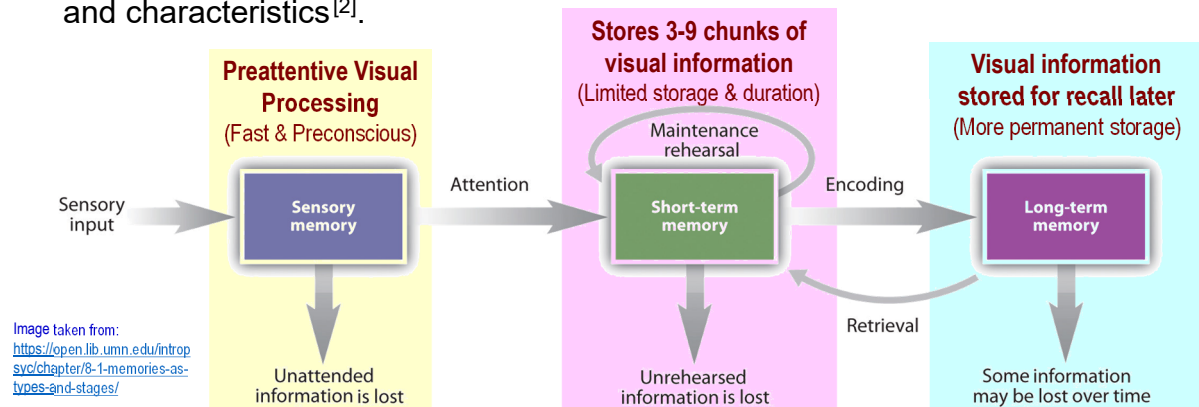 and characteristics[2].
Preattentive Visual
Processing
(Fast & Preconscious)
Stores 3-9 chunks of
visual information
(Limited storage & duration)
Visual information
stored for recall later
(More permanent storage)
Maintenance
rehearsal
Sensory
input
Sensory
memory
Attention
Short-term
memory
Encoding
Long-term
memory
Retrieval
Image taken from:
https://open.lib.umn.edu/introp
syc/chapter/8-1-memories-as-
types-and-stages/
Unattended
information is lost
Unrehearsed
information is lost
Some information
may be lost over time